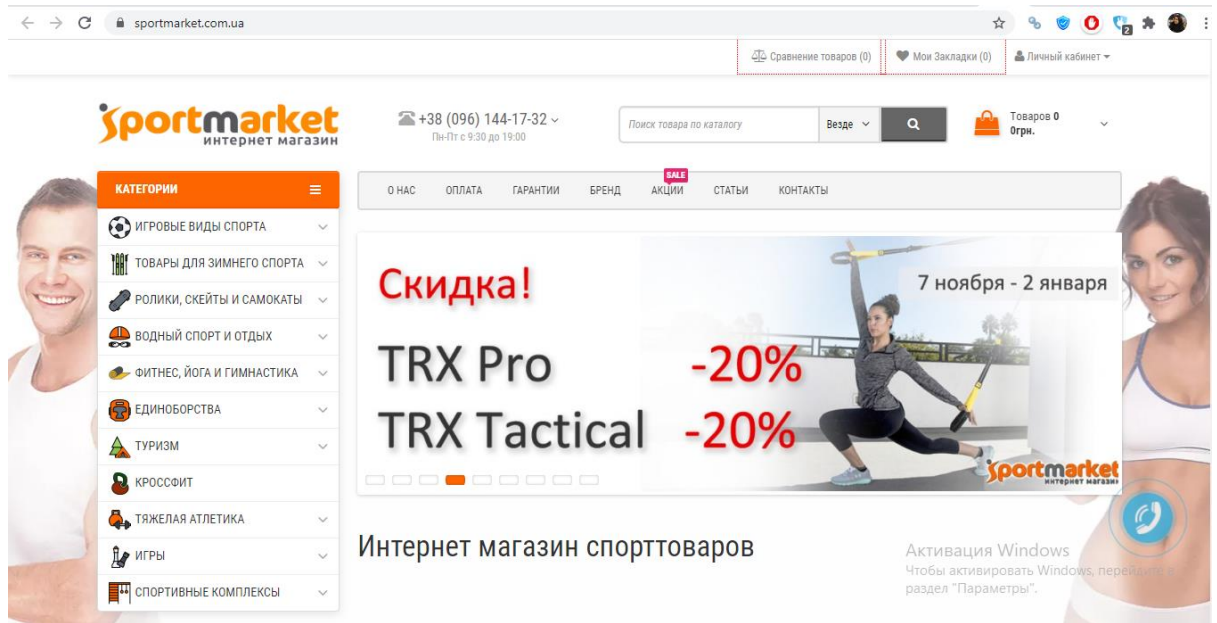 sportmarket.com.ua
2
Сравнение товаров (0)
Мои Закладки (0)
Личный кабинет
sportmarket
интернет магазин
+38 (096) 144-17-32
Пн-Пт с 9:30 до 19:00
Поиск товара по каталогу
Везде
Товаров 0
0грн.
КАТЕГОРИИ
О НАС
ОПЛАТА
ГАРАНТИИ
БРЕНД
SALE
АКЦИИ
СТАТЬИ
КОНТАКТЫ
ИГРОВЫЕ ВИДЫ СПОРТА
ТОВАРЫ ДЛЯ ЗИМНЕГО СПОРТА
РОЛИКИ, СКЕЙТЫ И САМОКАТЫ
ВОДНЫЙ СПОРТ И ОТДЫХ
ФИТНЕС, ЙОГА И ГИМНАСТИКА
ЕДИНОБОРСТВА
ТУРИЗМ
КРОССФИТ
ТЯЖЕЛАЯ АТЛЕТИКА
ИГРЫ
СПОРТИВНЫЕ КОМПЛЕКСЫ
Скидка!
7 ноября - 2 января
TRX Pro -20%
TRX Tactical -20%
sportmarket
интернет магазин
Интернет магазин спорттоваров
Активация Windows
Чтобы активировать Windows, перейдите в
раздел "Параметры".